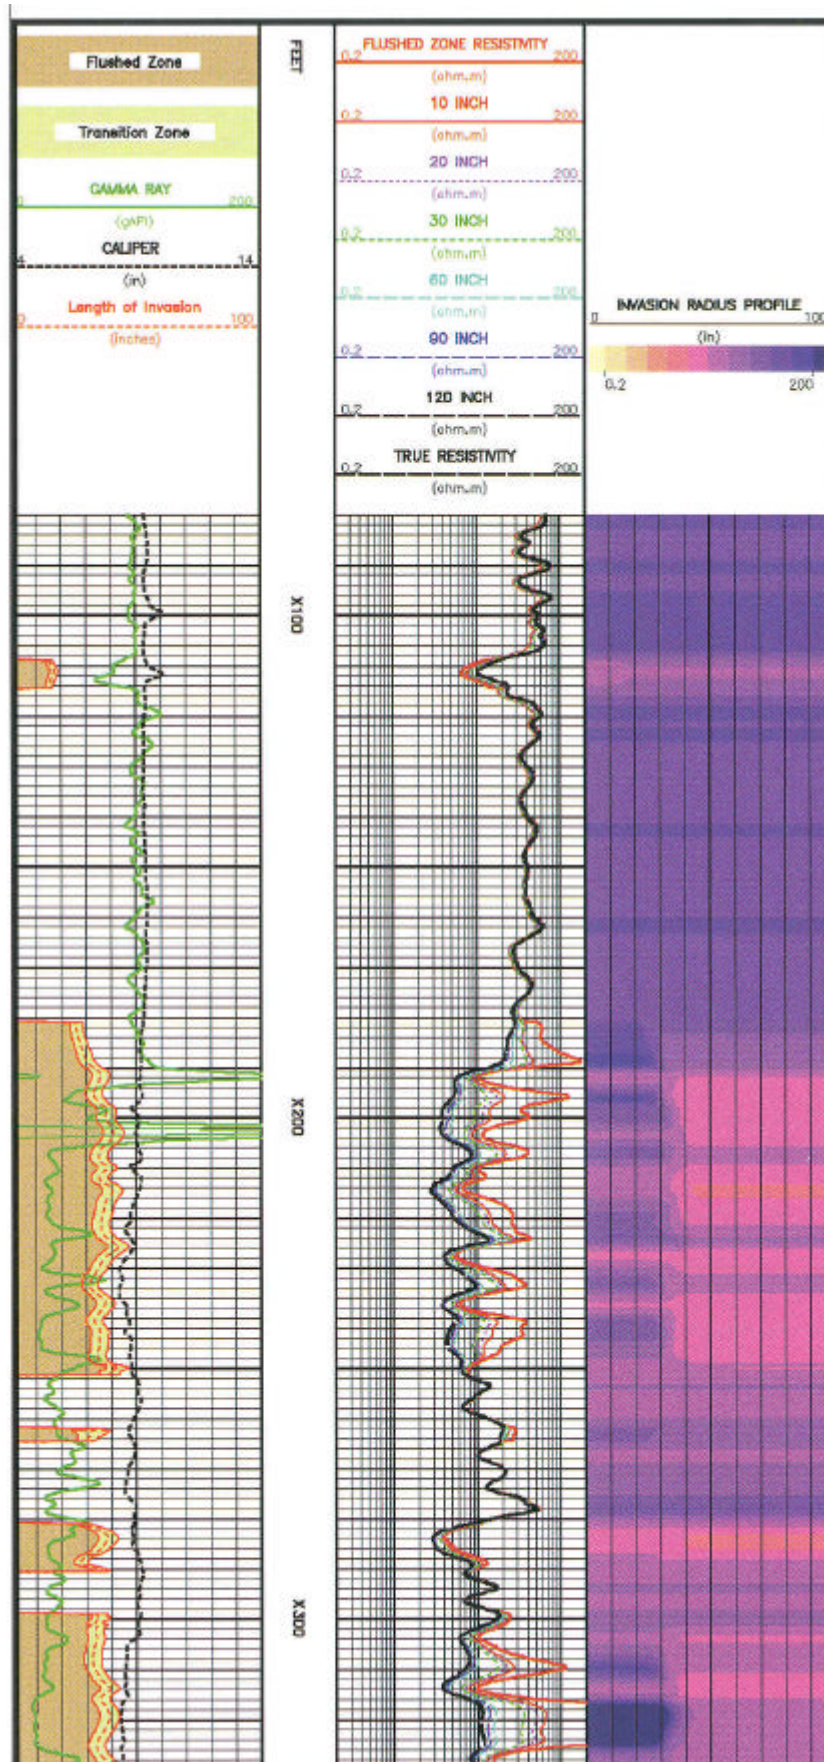 Flushed Zone
Transition Zone
GAMMA RAY
0 200
(gAPI)
CALIPER
4 14
(in)
Length of Invasion
0 100
(inches)
FEET
FLUSHED ZONE RESISTIVITY
0.2 200
(ohm.m)
10 INCH
0.2 200
(ohm.m)
20 INCH
0.2 200
(ohm.m)
30 INCH
0.2 200
(ohm.m)
60 INCH
0.2 200
(ohm.m)
90 INCH
0.2 200
(ohm.m)
120 INCH
0.2 200
(ohm.m)
TRUE RESISTIVITY
0.2 200
(ohm.m)
INVASION RADIUS PROFILE
0 100
(in)
0.2 200
X100
X200
X300